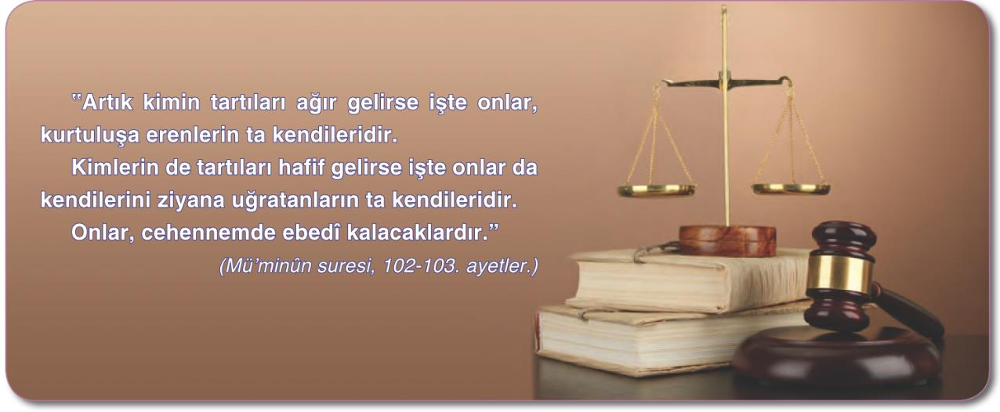 “Artık kimin tartıları ağır gelirse işte onlar,
kurtuluşa erenlerin ta kendileridir.
Kimlerin de tartıları hafif gelirse işte onlar da
kendilerini ziyana uğratanların ta kendileridir.
Onlar, cehennemde ebedî kalacaklardır.”
(Mü’minûn suresi, 102-103. ayetler.)